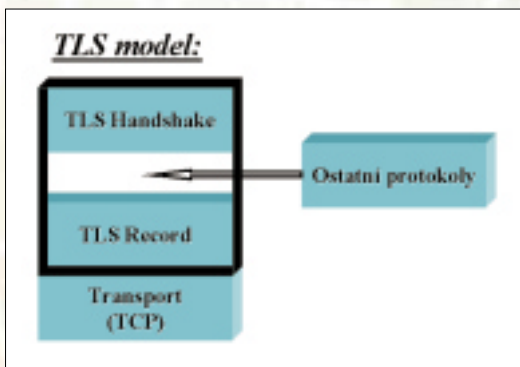 TLS model:
TLS Handshake
Ostatní protokoly
TLS Record
Transport
(TCP)